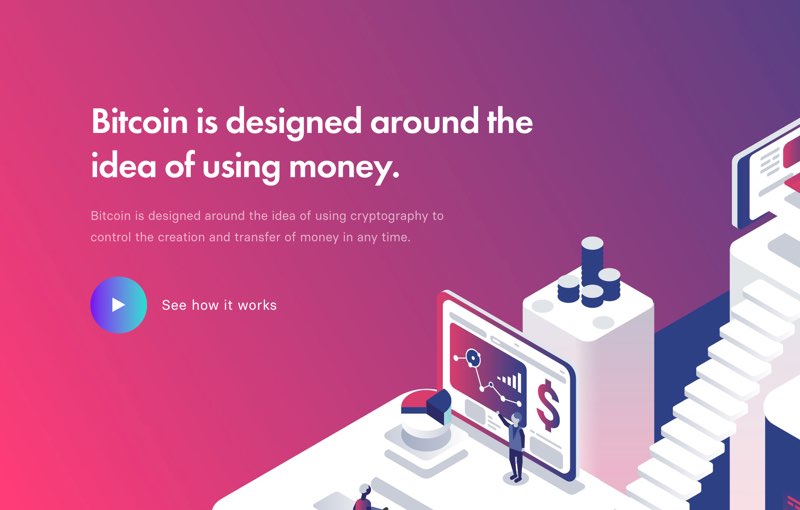 Bitcoin is designed around the
idea of using money.
Bitcoin is designed around the idea of using cryptography to
control the creation and transfer of money in any time.
See how it works
$